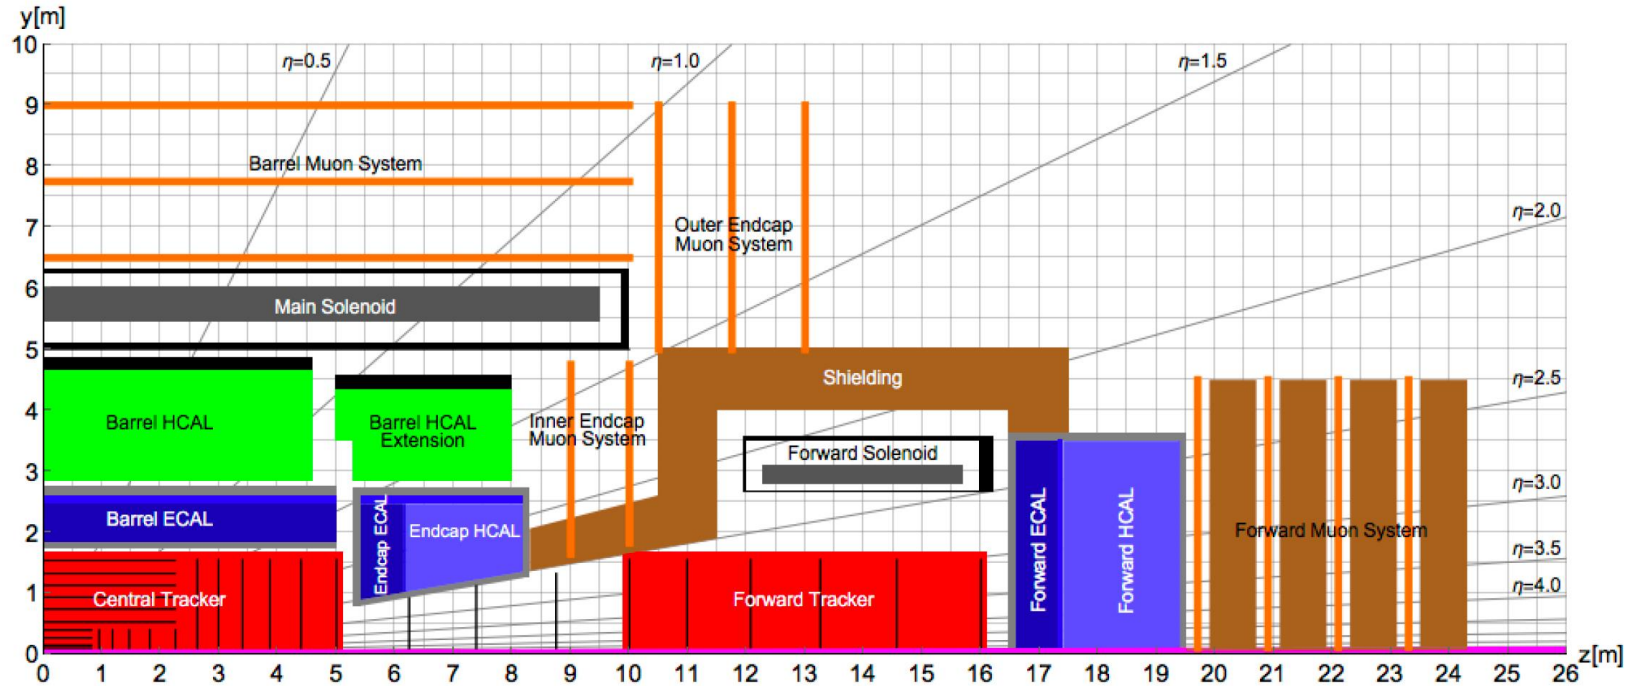 y[m]
10
9
8
7
6
5
4
3
2
1
0
η=0.5
η=1.0
η=1.5
η=2.0
η=2.5
η=3.0
η=3.5
η=4.0
Barrel Muon System
Outer Endcap
Muon System
Main Solenoid
Shielding
Barrel HCAL
Barrel HCAL
Extension
Inner Endcap
Muon System
Forward Solenoid
Barrel ECAL
Endcap ECAL
Endcap HCAL
Forward ECAL
Forward HCAL
Forward Muon System
Central Tracker
Forward Tracker
0 1 2 3 4 5 6 7 8 9 10 11 12 13 14 15 16 17 18 19 20 21 22 23 24 25 26
z[m]